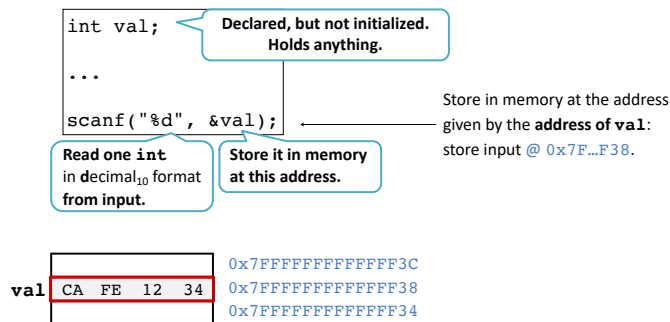 int val;
Declared, but not initialized.
Holds anything.
...
scanf("%d", &val);
Store in memory at the address
given by the address of val:
store input @ 0x7F…F38.
Read one int
in decimal10 format
from input.
Store it in memory
at this address.
0x7FFFFFFFFFFFFF3C
val CA FE 12 34 0x7FFFFFFFFFFFFF38
0x7FFFFFFFFFFFFF34